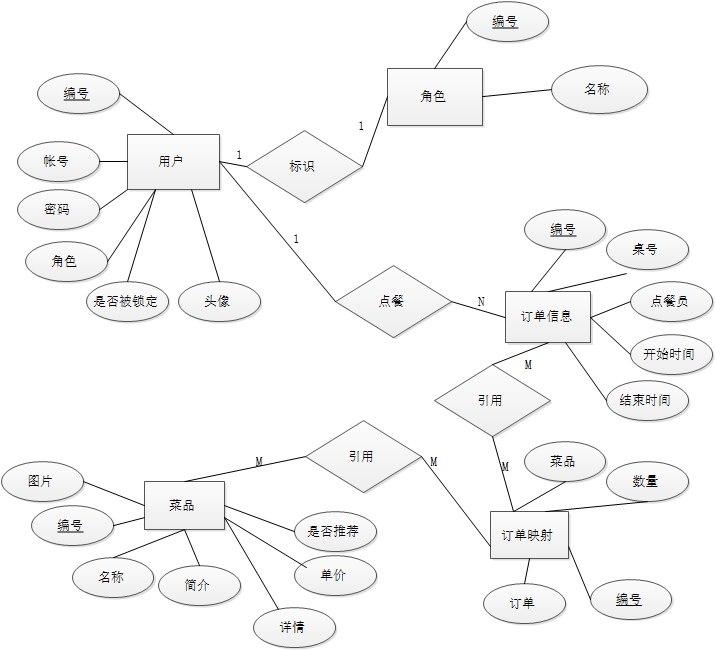 编号
角色
名称
编号
帐号
用户
1
标识
1
密码
角色
是否被锁定
头像
1
点餐
N
编号
桌号
订单信息
点餐员
开始时间
结束时间
M
引用
M
图片
编号
菜品
M
引用
M
名称
简介
详情
是否推荐
单价
菜品
数量
订单映射
订单
编号